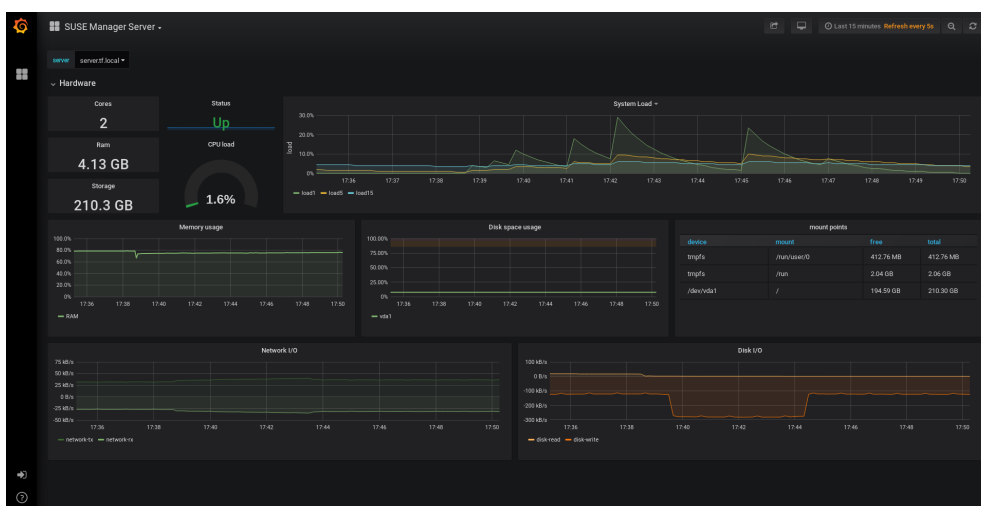 SUSE Manager Server
Last 15 minutes Refresh every 5s
server server.tf.local
Hardware
Cores
2
Ram
4.13 GB
Storage
210.3 GB
Status
Up
CPU load
1.6%
System Load
load
30.0%
20.0%
10.0%
0%
17:36 17:37 17:38 17:39 17:40 17:41 17:42 17:43 17:44 17:45 17:46 17:47 17:48 17:49 17:50
load1 load5 load15
Memory usage
100.0%
80.0%
60.0%
40.0%
20.0%
0%
17:36 17:38 17:40 17:42 17:44 17:46 17:48 17:50
RAM
Disk space usage
100.00%
75.00%
50.00%
25.00%
0%
17:36 17:38 17:40 17:42 17:44 17:46 17:48 17:50
vda1
mount points
device mount free total
tmpfs /run/user/0 412.76 MB 412.76 MB
tmpfs /run 2.04 GB 2.06 GB
/dev/vda1 / 194.59 GB 210.30 GB
Network I/O
75 kB/s
50 kB/s
25 kB/s
0 B/s
-25 kB/s
-50 kB/s
17:36 17:38 17:40 17:42 17:44 17:46 17:48 17:50
network-tx network-rx
Disk I/O
100 kB/s
0 B/s
-100 kB/s
-200 kB/s
-300 kB/s
17:36 17:38 17:40 17:42 17:44 17:46 17:48 17:50
disk-read disk-write